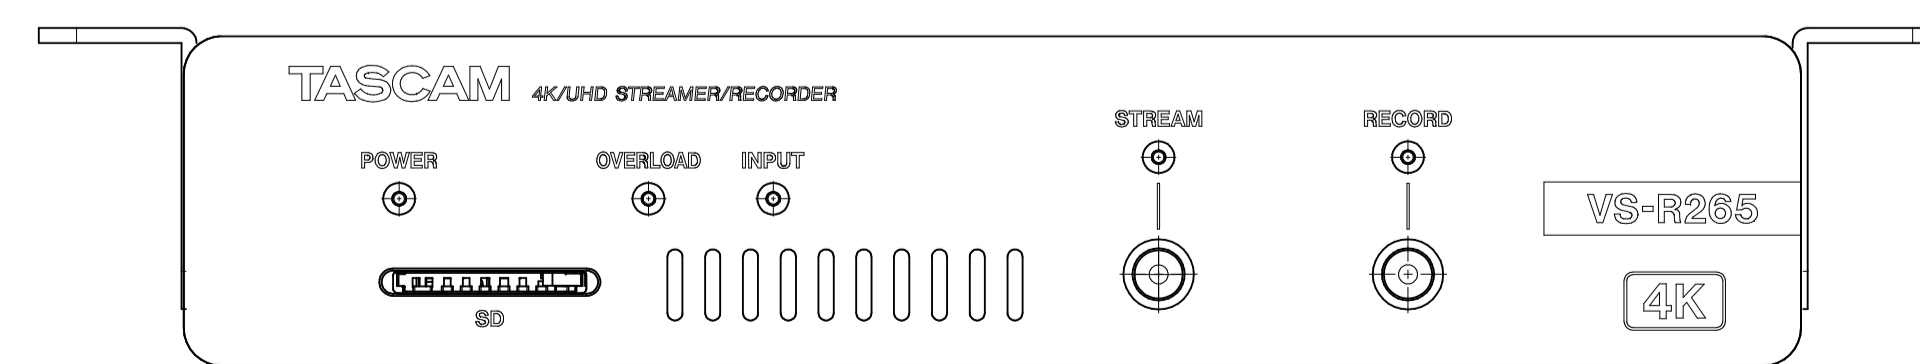 TASCAM 4K/UHD STREAMER/RECORDER
STREAM RECORD
POWER OVERLOAD INPUT
VS-R265
SD
4K